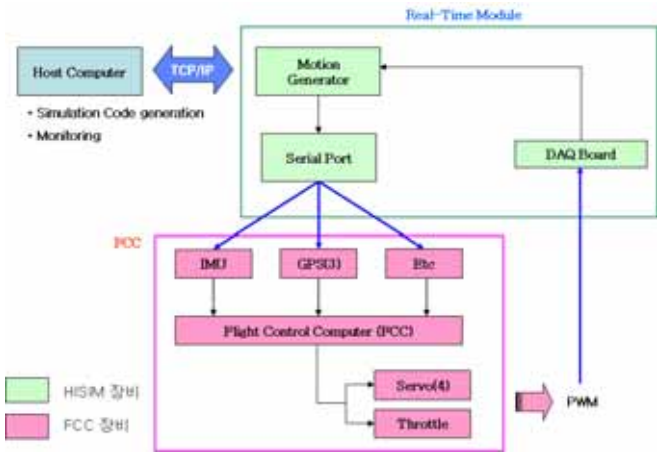 Real-Time Module
Host Computer
TCP/IP
Motion
Generator
• Simulation Code generation
• Monitoring
Serial Port
DAQ Board
FCC
IMU
GPS(3)
Etc
Flight Control Computer (FCC)
Servo(4)
Throttle
PWM
HISIM 장비
FCC 장비